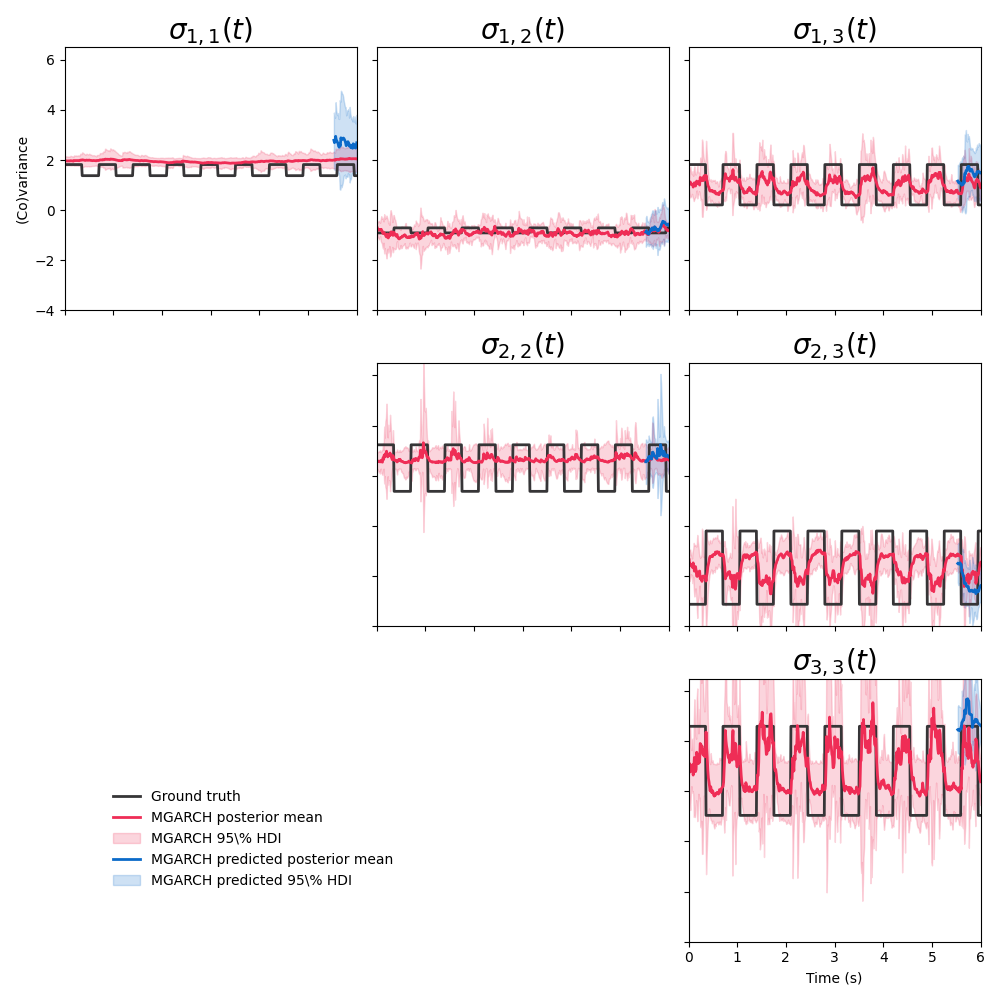 σ1,1(t)
σ1,2(t)
σ1,3(t)
6
4
2
0
−2
−4
(Co)variance
σ2,2(t)
σ2,3(t)
σ3,3(t)
Ground truth
MGARCH posterior mean
MGARCH 95\% HDI
MGARCH predicted posterior mean
MGARCH predicted 95\% HDI
0 1 2 3 4 5 6
Time (s)